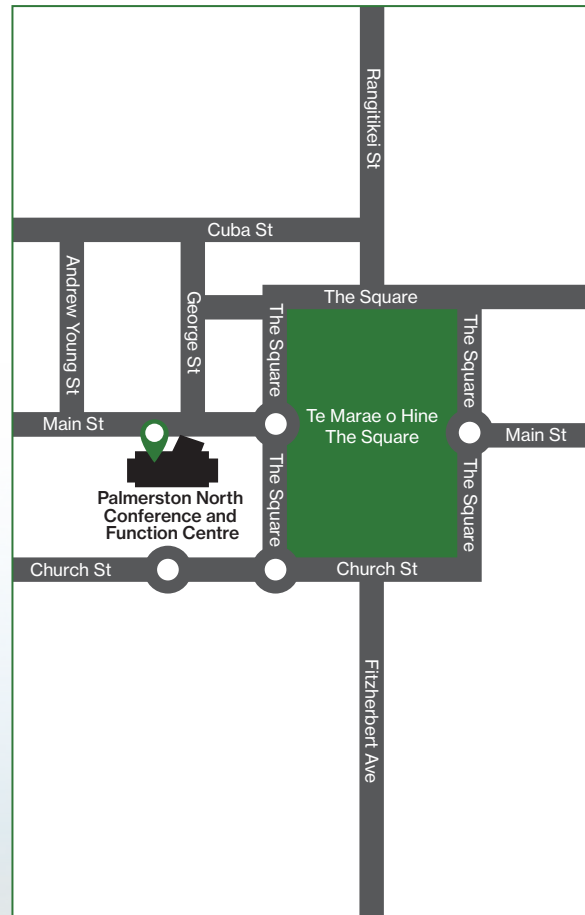 Rangitikei St
Cuba St
Andrew Young St
George St
The Square
The Square
The Square
Te Marae o Hine
The Square
Main St
Main St
The Square
The Square
Palmerston North
Conference and
Function Centre
Church St
Church St
Fitzherbert Ave